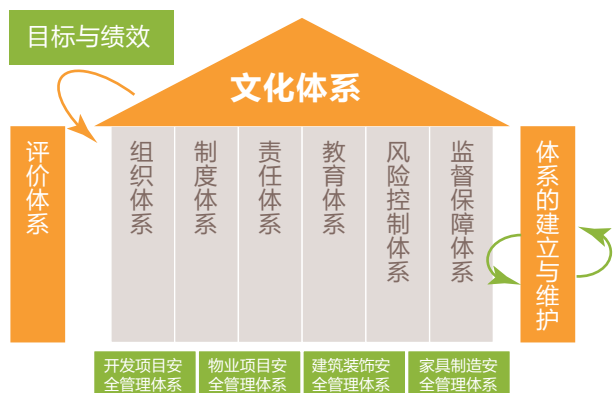 目标与绩效
文化体系
评价体系
组织体系
制度体系
责任体系
教育体系
风险控制体系
监督保障体系
体系的建立与维护
开发项目安
全管理体系
物业项目安
全管理体系
建筑装饰安
全管理体系
家具制造安
全管理体系